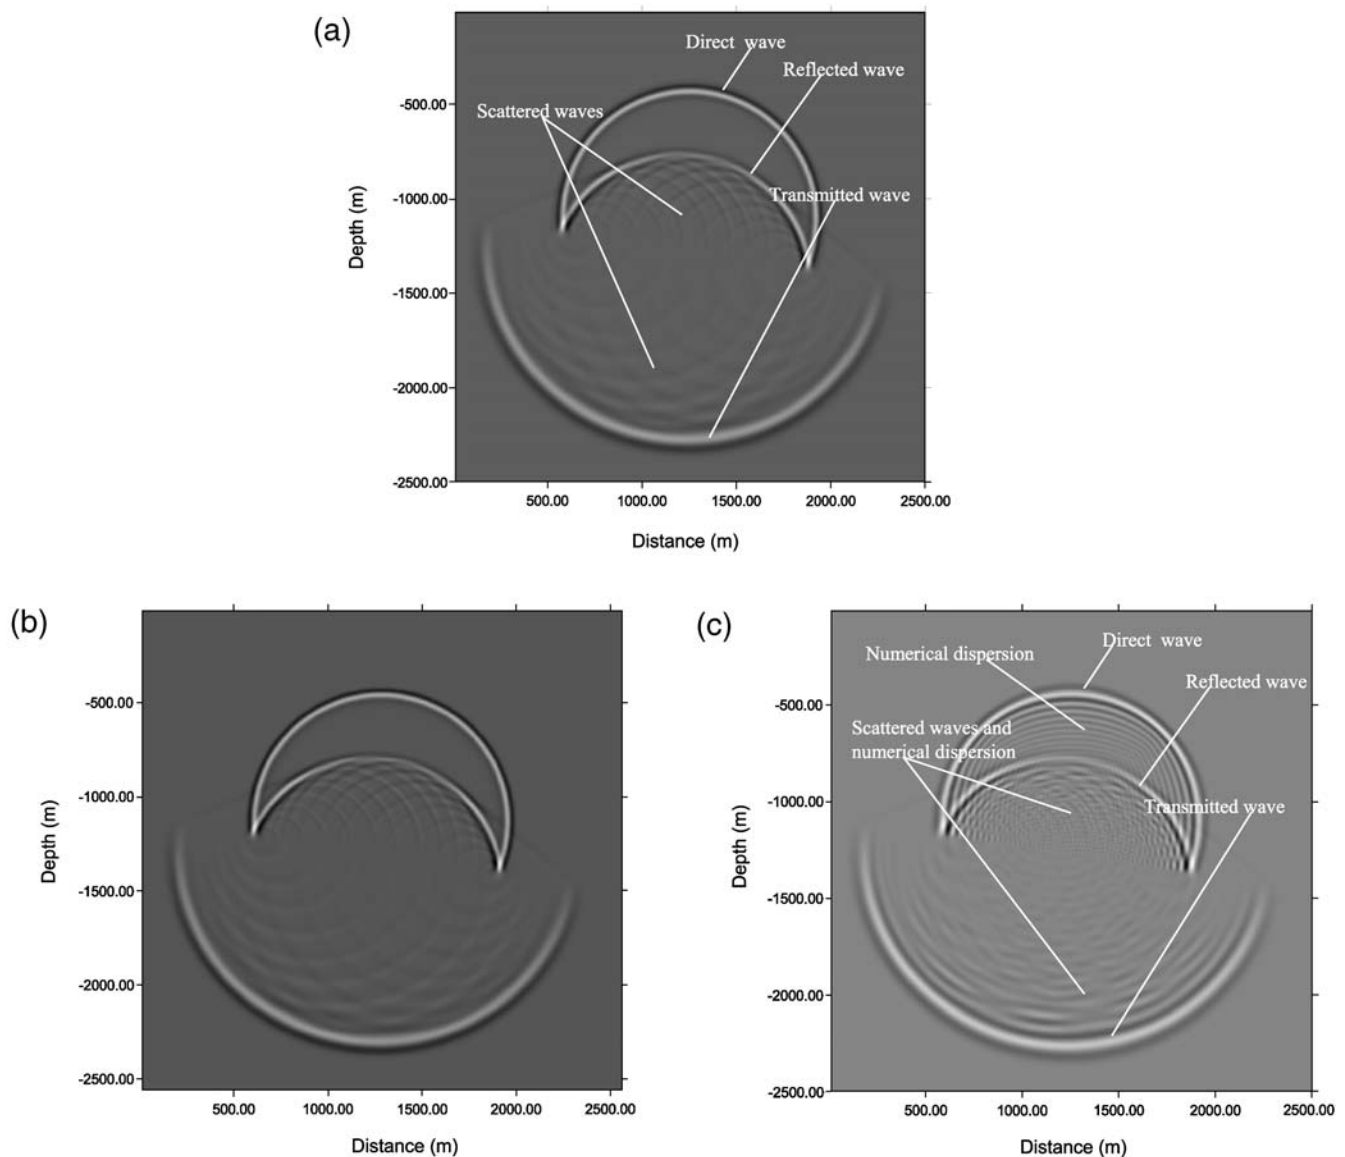 (a)
Direct wave
Reflected wave
Scattered waves
Transmitted wave
-500.00
-1000.00
-1500.00
-2000.00
-2500.00
Depth (m)
500.00 1000.00 1500.00 2000.00 2500.00
Distance (m)
(b)
-500.00
-1000.00
-1500.00
-2000.00
-2500.00
Depth (m)
500.00 1000.00 1500.00 2000.00 2500.00
Distance (m)
(c)
Direct wave
Numerical dispersion
Reflected wave
Scattered waves and
numerical dispersion
Transmitted wave
-500.00
-1000.00
-1500.00
-2000.00
-2500.00
Depth (m)
500.00 1000.00 1500.00 2000.00 2500.00
Distance (m)